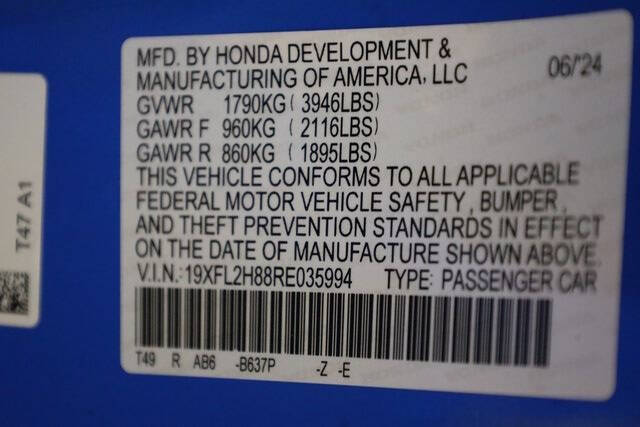 MFD. BY HONDA DEVELOPMENT &
MANUFACTURING OF AMERICA, LLC 06/'24
GVWR 1790KG ( 3946LBS)
GAWR F 960KG ( 2116LBS)
GAWR R 860KG ( 1895LBS)
THIS VEHICLE CONFORMS TO ALL APPLICABLE
FEDERAL MOTOR VEHICLE SAFETY, BUMPER,
AND THEFT PREVENTION STANDARDS IN EFFECT
ON THE DATE OF MANUFACTURE SHOWN ABOVE.
V.I.N.:19XFL2H88RE035994 TYPE: PASSENGER CAR
T49 R AB6 -B637P -Z -E
T47 A1